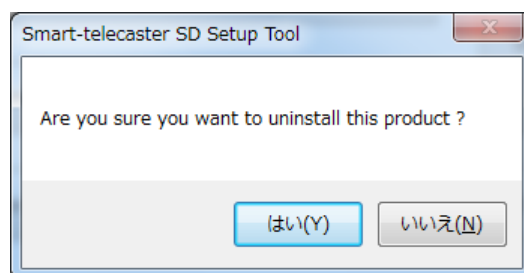 Smart-telecaster SD Setup Tool
Are you sure you want to uninstall this product ?
はい(Y) いいえ(N)